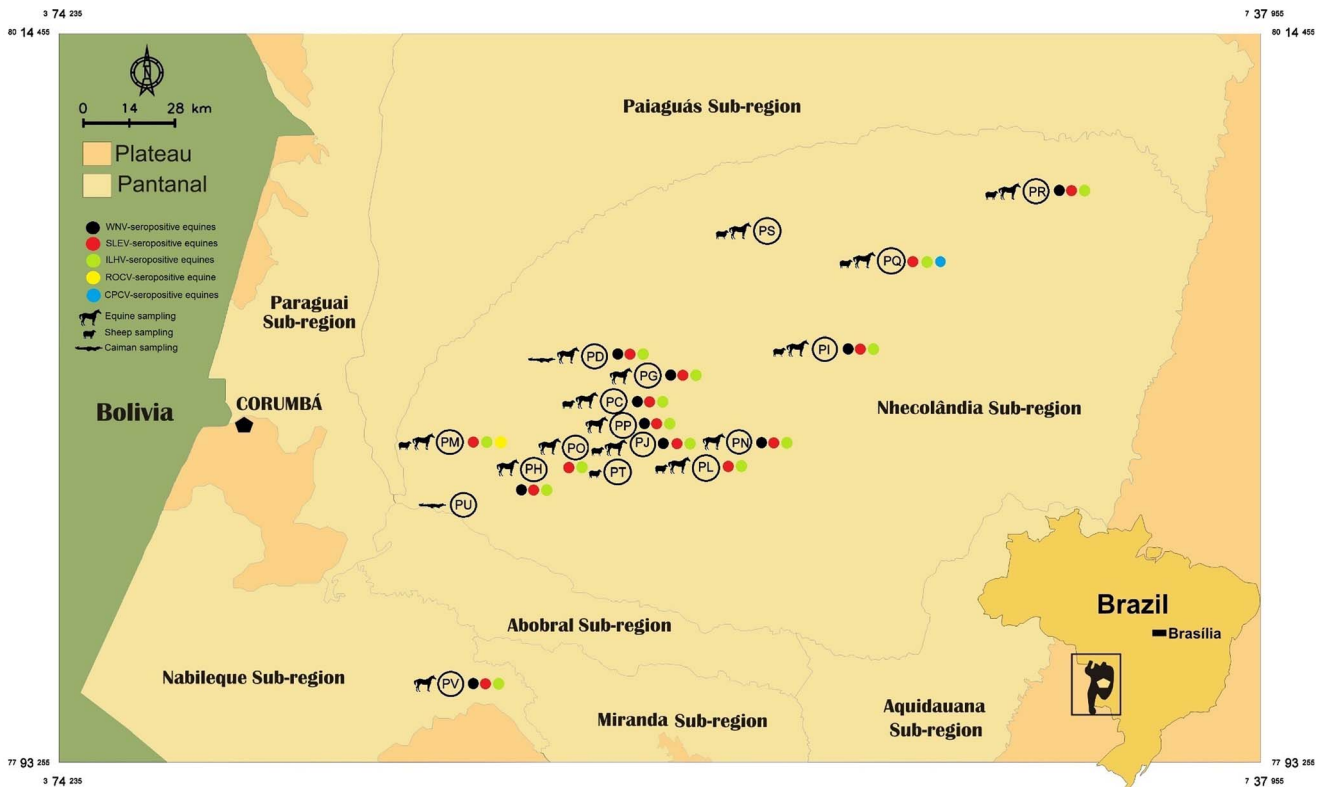 3 74 235
7 37 955
80 14 455
80 14 455
N
0 14 28 km
Plateau
Pantanal
WNV-seropositive equines
SLEV-seropositive equines
ILHV-seropositive equines
ROCV-seropositive equine
CPCV-seropositive equines
Equine sampling
Sheep sampling
Caiman sampling
Paiaguás Sub-region
PR
PS
PQ
Paraguai
Sub-region
PD
PI
PG
PC
Nhecolândia Sub-region
Bolivia
CORUMBÁ
PP
PM
PO
PJ
PN
PH
PT
PL
PU
Abobral Sub-region
Brazil
Brasília
Nabileque Sub-region
PV
Miranda Sub-region
Aquidauana
Sub-region
77 93 255
77 93 255
3 74 235
7 37 955